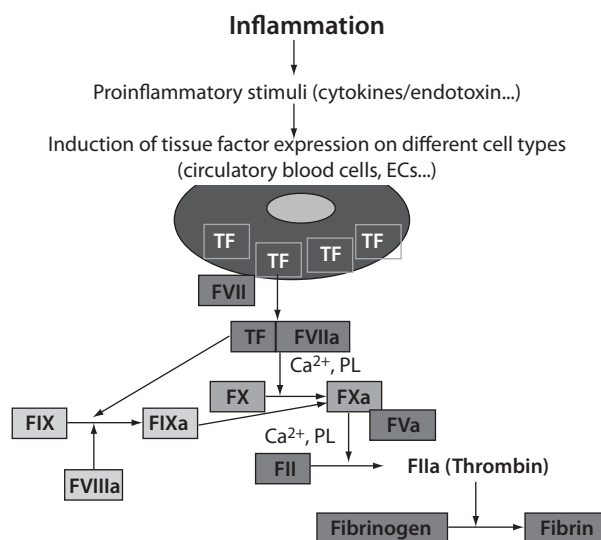 Inflammation
Proinflammatory stimuli (cytokines/endotoxin...)
Induction of tissue factor expression on different cell types
(circulatory blood cells, ECs...)
TF
TF
TF
TF
FVII
TF FVIIa
Ca²⁺, PL
FX FXa
FIX FIXa FVa
Ca²⁺, PL
FII FIIa (Thrombin)
FVIIIa
Fibrinogen Fibrin